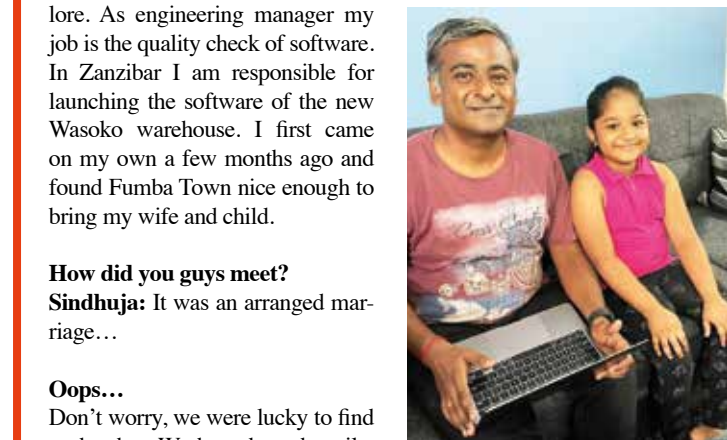 lore. As engineering manager my
job is the quality check of software.
In Zanzibar I am responsible for
launching the software of the new
Wasoko warehouse. I first came
on my own a few months ago and
found Fumba Town nice enough to
bring my wife and child.
How did you guys meet?
Sindhuja: It was an arranged mar-
riage…
Oops…
Don't worry, we were lucky to find